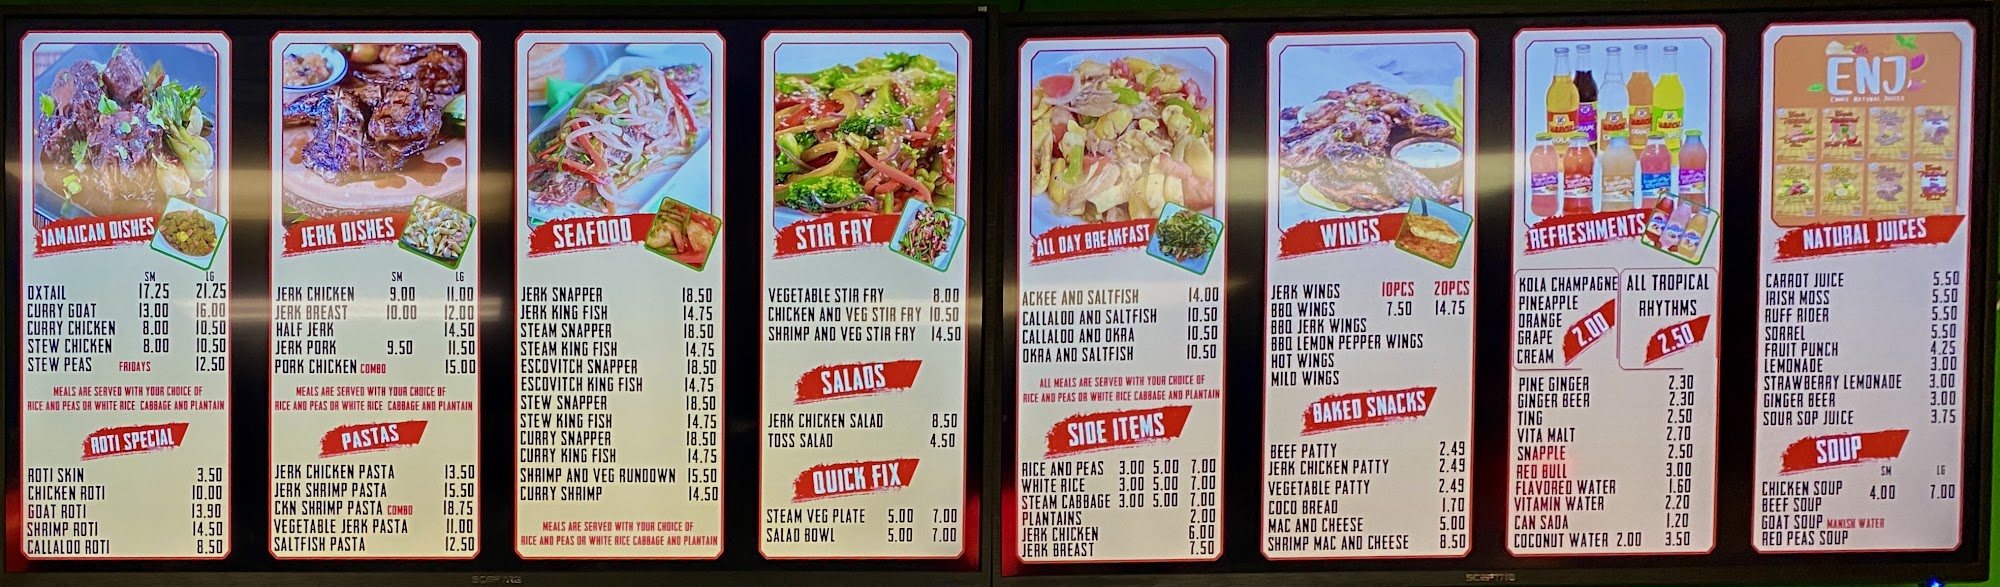 JAMAICAN DISHES
SM LG
OXTAIL 17.25 21.25
CURRY GOAT 13.00 16.00
CURRY CHICKEN 8.00 10.50
STEW CHICKEN 8.00 10.50
STEW PEAS FRIDAYS 12.50
MEALS ARE SERVED WITH YOUR CHOICE OF
RICE AND PEAS OR WHITE RICE CABBAGE AND PLANTAIN
ROTI SPECIAL
ROTI SKIN 3.50
CHICKEN ROTI 10.00
GOAT ROTI 13.90
SHRIMP ROTI 14.50
CALLALOO ROTI 8.50
JERK DISHES
SM LG
JERK CHICKEN 9.00 11.00
JERK BREAST 10.00 12.00
HALF JERK 14.50
JERK PORK 9.50 11.50
PORK CHICKEN COMBO 15.00
MEALS ARE SERVED WITH YOUR CHOICE OF
RICE AND PEAS OR WHITE RICE CABBAGE AND PLANTAIN
PASTAS
JERK CHICKEN PASTA 13.50
JERK SHRIMP PASTA 15.50
CKN SHRIMP PASTA COMBO 18.75
VEGETABLE JERK PASTA 11.00
SALTFISH PASTA 12.50
SEAFOOD
JERK SNAPPER 18.50
JERK KING FISH 14.75
STEAM SNAPPER 18.50
STEAM KING FISH 14.75
ESCOVITCH SNAPPER 18.50
ESCOVITCH KING FISH 14.75
STEW SNAPPER 18.50
STEW KING FISH 14.75
CURRY SNAPPER 18.50
CURRY KING FISH 14.75
SHRIMP AND VEG RUNDOWN 15.50
CURRY SHRIMP 14.50
MEALS ARE SERVED WITH YOUR CHOICE OF
RICE AND PEAS OR WHITE RICE CABBAGE AND PLANTAIN
STIR FRY
VEGETABLE STIR FRY 8.00
CHICKEN AND VEG STIR FRY 10.50
SHRIMP AND VEG STIR FRY 14.50
SALADS
JERK CHICKEN SALAD 8.50
TOSS SALAD 4.50
QUICK FIX
STEAM VEG PLATE 5.00 7.00
SALAD BOWL 5.00 7.00
ALL DAY BREAKFAST
ACKEE AND SALTFISH 14.00
CALLALOO AND SALTFISH 10.50
CALLALOO AND OKRA 10.50
OKRA AND SALTFISH 10.50
ALL MEALS ARE SERVED WITH YOUR CHOICE OF
RICE AND PEAS OR WHITE RICE CABBAGE AND PLANTAIN
SIDE ITEMS
RICE AND PEAS 3.00 5.00 7.00
WHITE RICE 3.00 5.00 7.00
STEAM CABBAGE 3.00 5.00 7.00
PLANTAINS 2.00
JERK CHICKEN 6.00
JERK BREAST 7.50
WINGS
JERK WINGS 10PCS 20PCS
BBQ WINGS 7.50 14.75
BBQ JERK WINGS
BBQ LEMON PEPPER WINGS
HOT WINGS
MILD WINGS
BAKED SNACKS
BEEF PATTY 2.49
JERK CHICKEN PATTY 2.49
VEGETABLE PATTY 2.49
COCO BREAD 1.70
MAC AND CHEESE 5.00
SHRIMP MAC AND CHEESE 8.50
REFRESHMENTS
KOLA CHAMPAGNE
PINEAPPLE
ORANGE
GRAPE
CREAM
2.00
ALL TROPICAL
RHYTHMS
2.50
PINE GINGER 2.30
GINGER BEER 2.30
TING 2.50
VITA MALT 2.70
SNAPPLE 2.50
RED BULL 3.00
FLAVORED WATER 1.60
VITAMIN WATER 2.20
CAN SADA 1.20
COCONUT WATER 2.00 3.50
ENJ
NATURAL JUICES
CARROT JUICE 5.50
IRISH MOSS 5.50
RUFF RIDER 5.50
SORREL 5.50
FRUIT PUNCH 4.25
LEMONADE 3.00
STRAWBERRY LEMONADE 3.00
GINGER BEER 3.00
SOUR SOP JUICE 3.75
SOUP
SM LG
CHICKEN SOUP 4.00 7.00
BEEF SOUP
GOAT SOUP MANISH WATER
RED PEAS SOUP
SCEPTRE
SCEPTRE